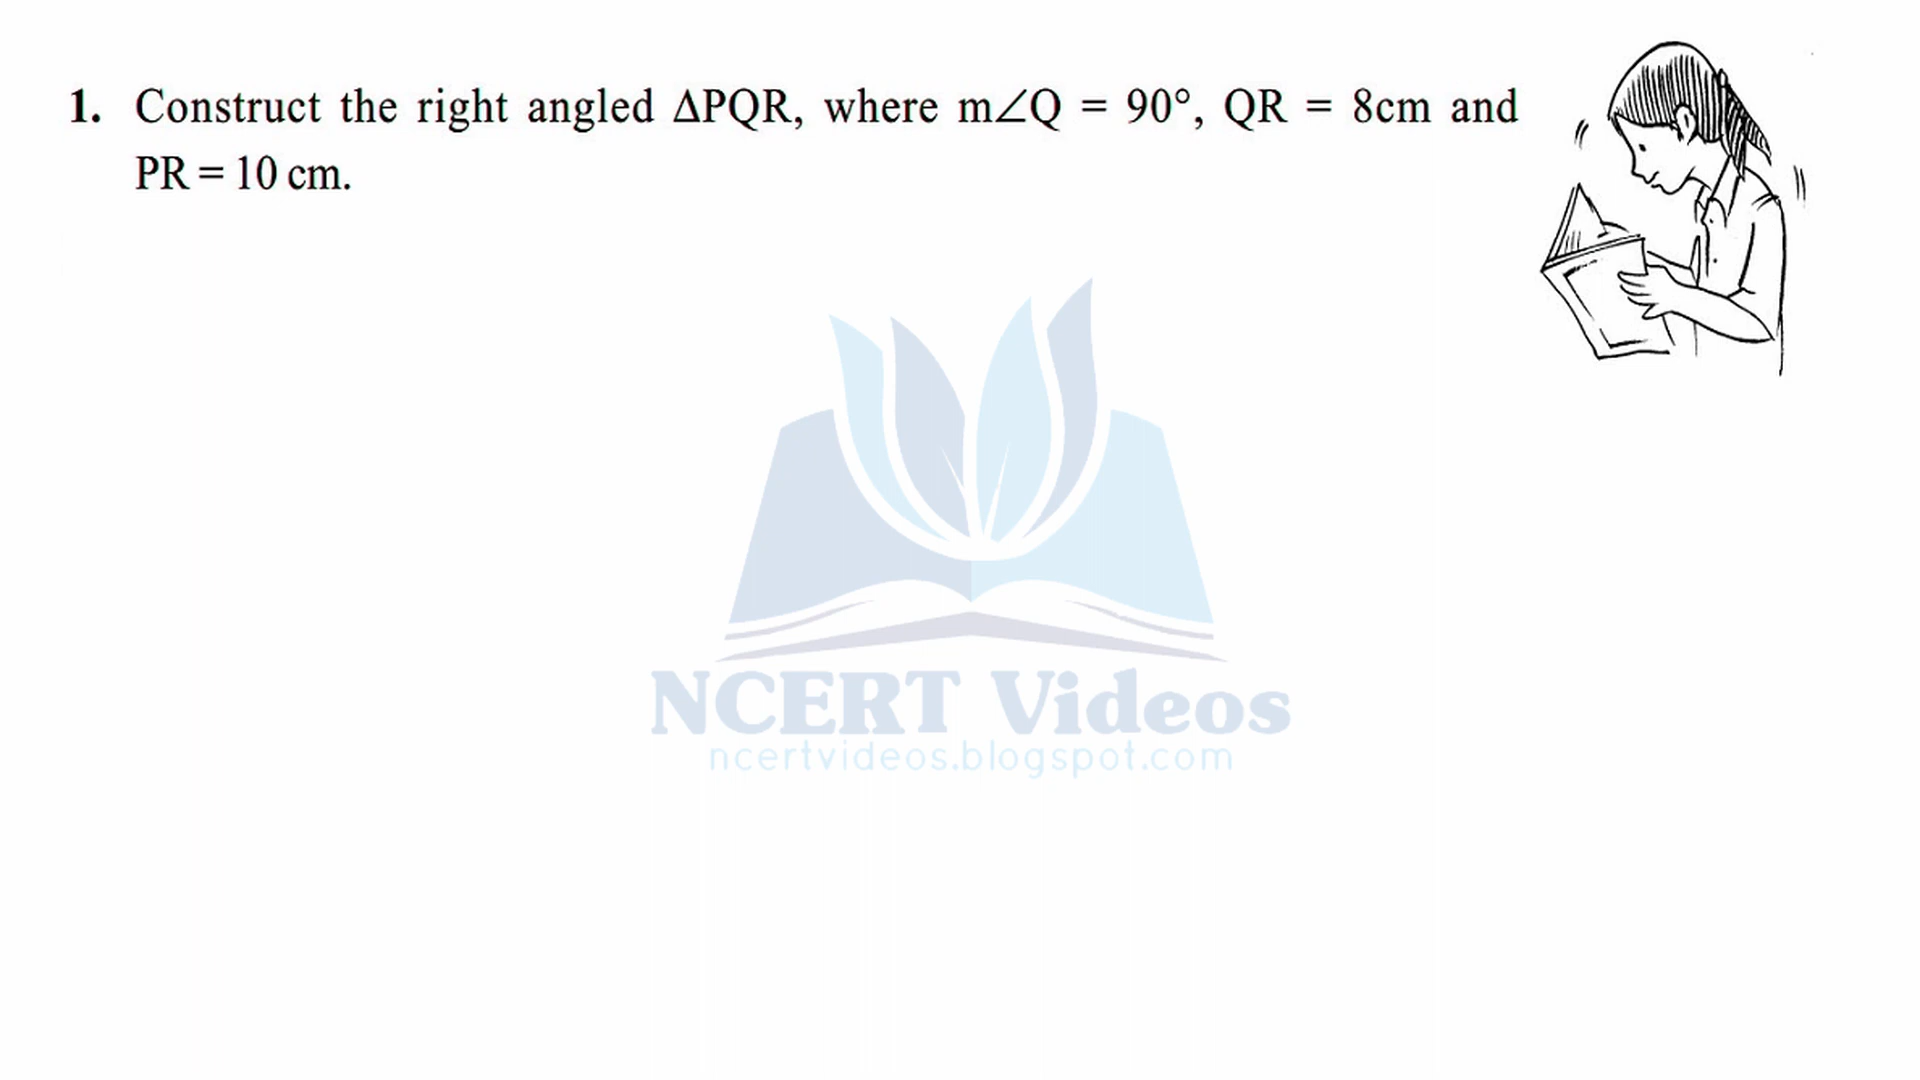 1. Construct the right angled ΔPQR, where m∠Q = 90°, QR = 8cm and
PR = 10 cm.
NCERT Videos
ncertvideos.blogspot.com